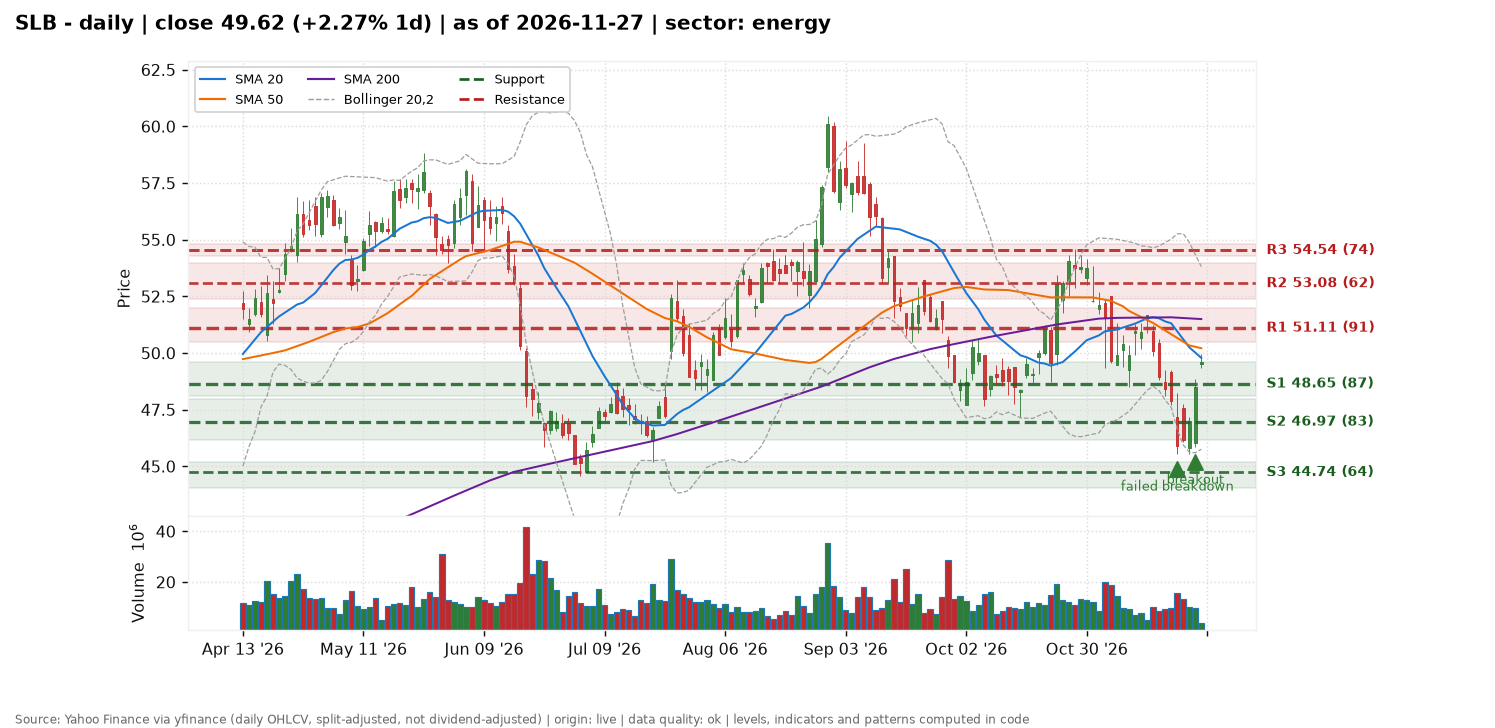 SLB - daily | close 49.62 (+2.27% 1d) | as of 2026-11-27 | sector: energy
SMA 20
SMA 50
SMA 200
Bollinger 20,2
Support
Resistance
Price
62.5
60.0
57.5
55.0
52.5
50.0
47.5
45.0
R3 54.54 (74)
R2 53.08 (62)
R1 51.11 (91)
S1 48.65 (87)
S2 46.97 (83)
S3 44.74 (64)
breakout
failed breakdown
Volume 10⁶
40
20
Apr 13 '26
May 11 '26
Jun 09 '26
Jul 09 '26
Aug 06 '26
Sep 03 '26
Oct 02 '26
Oct 30 '26
Source: Yahoo Finance via yfinance (daily OHLCV, split-adjusted, not dividend-adjusted) | origin: live | data quality: ok | levels, indicators and patterns computed in code